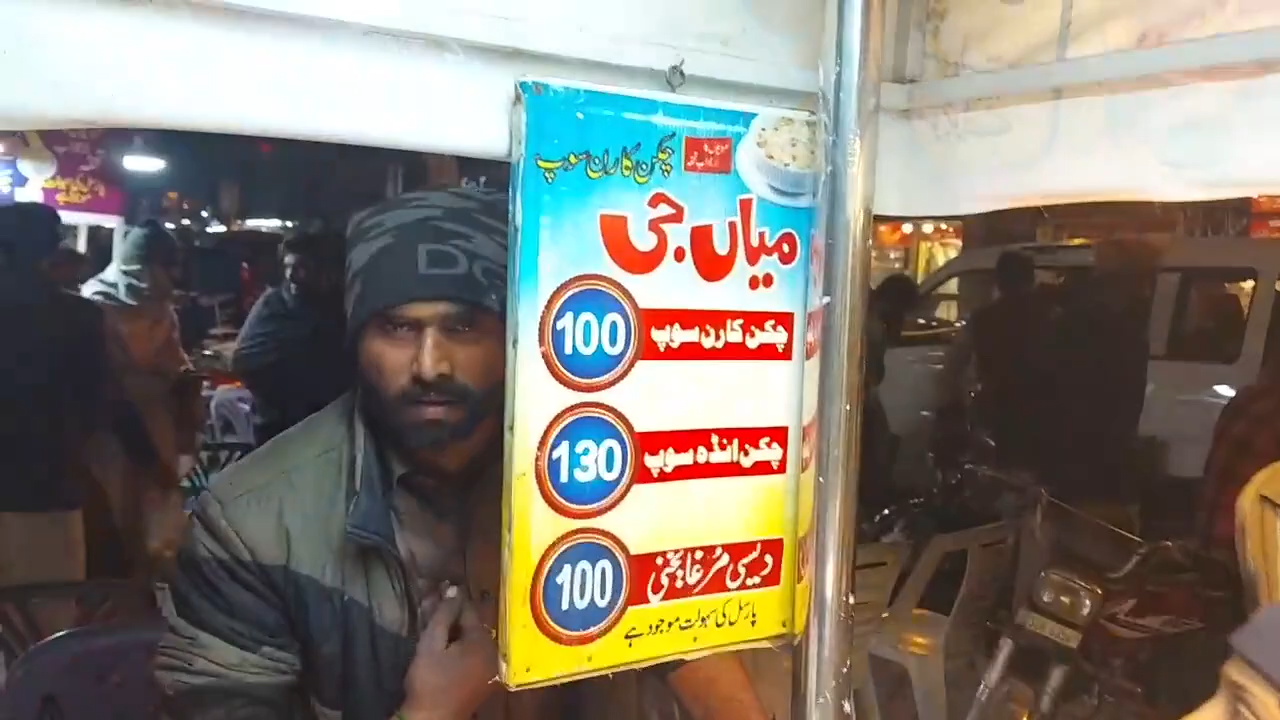 چکن کارن سوپ
میاں جی
100 چکن کارن سوپ
130 چکن انڈہ سوپ
100 دیسی مُرغا یخنی
پارسل کی سہولت موجود ہے